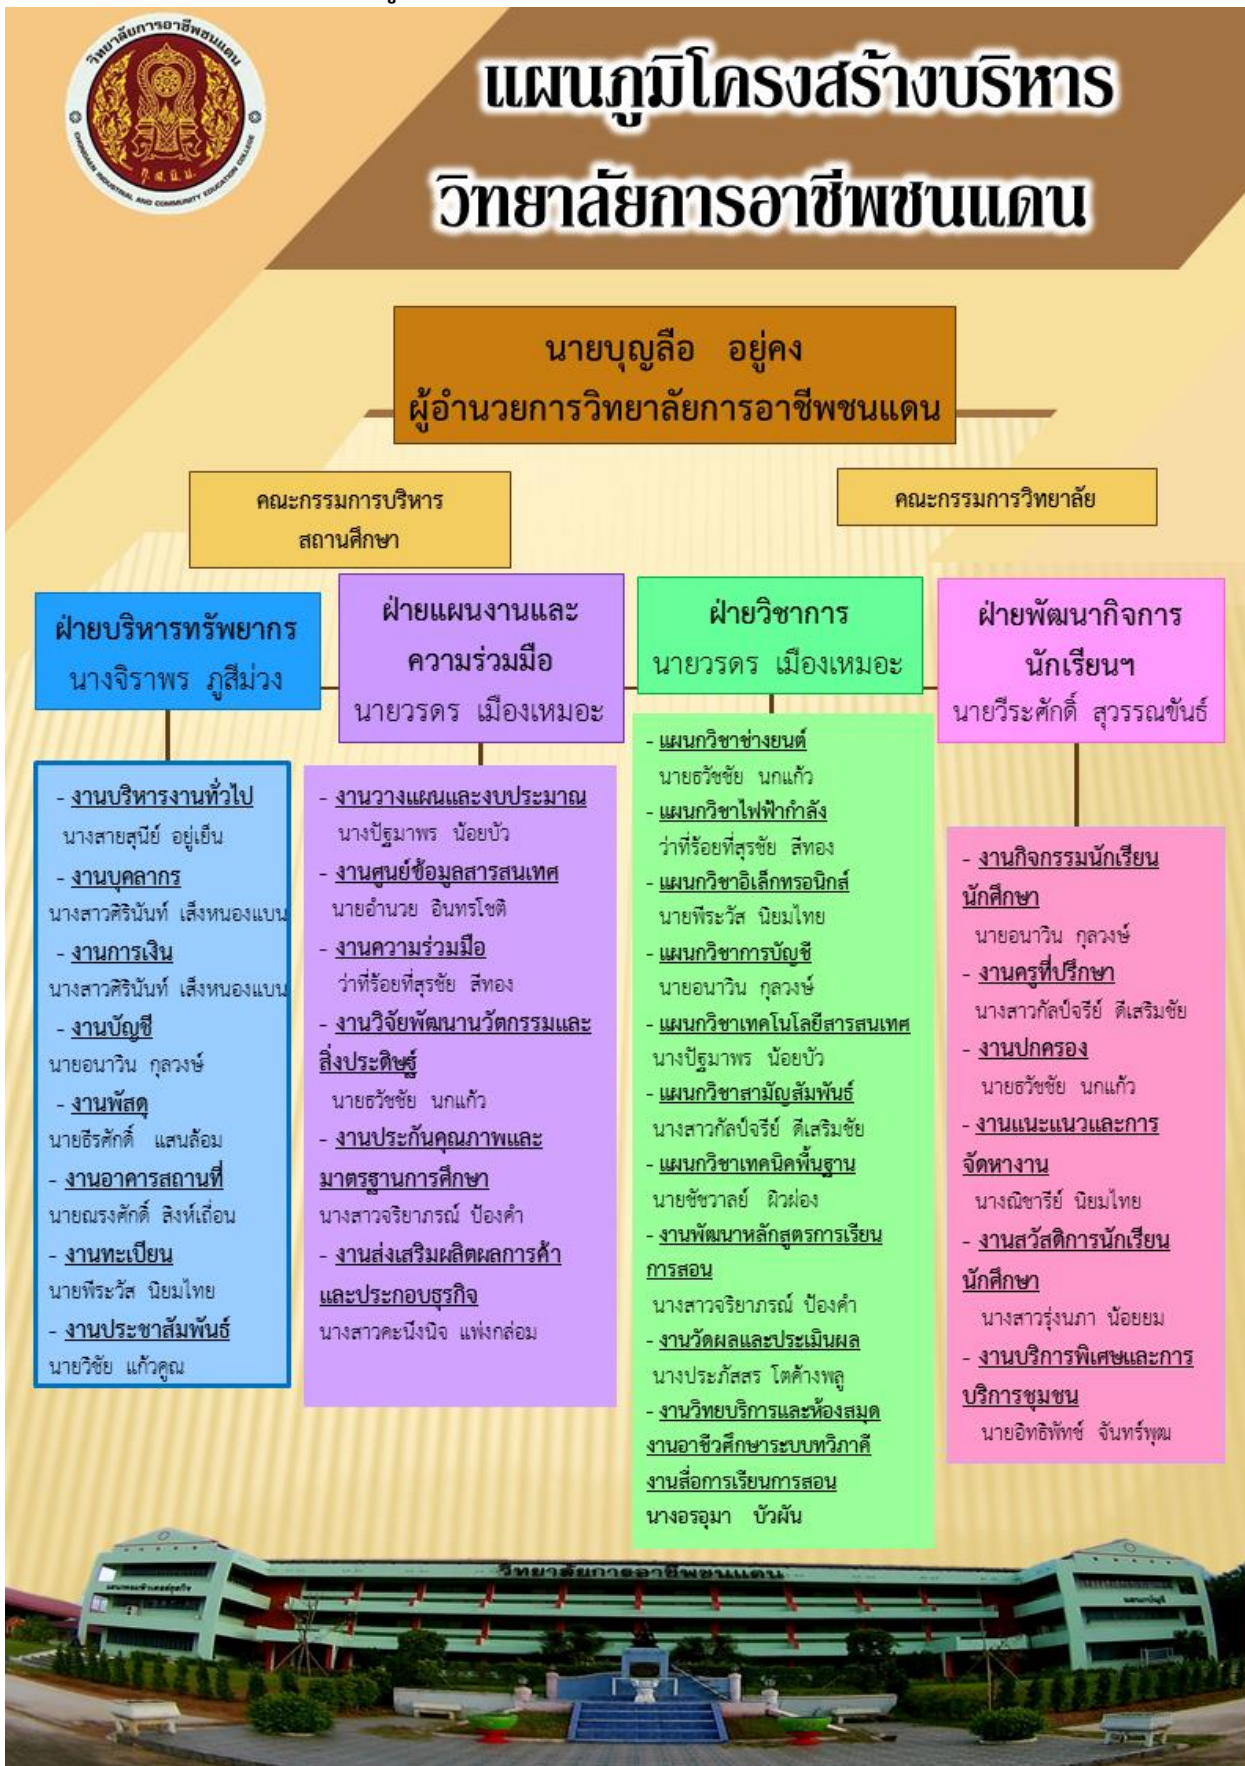 วิทยาลัยการอาชีพชนแดน
CHONDAEN INDUSTRIAL AND COMMUNITY EDUCATION COLLEGE
แผนภูมิโครงสร้างบริหาร
วิทยาลัยการอาชีพชนแดน
นายบุญลือ อยู่คง
ผู้อำนวยการวิทยาลัยการอาชีพชนแดน
คณะกรรมการบริหาร
สถานศึกษา
คณะกรรมการวิทยาลัย
ฝ่ายบริหารทรัพยากร
นางจิราพร ภูสีม่วง
- งานบริหารงานทั่วไป
นางสายสุนีย์ อยู่เย็น
- งานบุคลากร
นางสาวศิรินันท์ เส็งหนองแบน
- งานการเงิน
นางสาวศิรินันท์ เส็งหนองแบน
- งานบัญชี
นายอนาวิน กุลวงษ์
- งานพัสดุ
นายธีรศักดิ์ แสนล้อม
- งานอาคารสถานที่
นายณรงศักดิ์ สิงห์เถื่อน
- งานทะเบียน
นายพีระวัส นิยมไทย
- งานประชาสัมพันธ์
นายวิชัย แก้วคูณ
ฝ่ายแผนงานและ
ความร่วมมือ
นายวรดร เมืองเหมอะ
- งานวางแผนและงบประมาณ
นางปัฐมาพร น้อยบัว
- งานศูนย์ข้อมูลสารสนเทศ
นายอำนวย อินทรโชติ
- งานความร่วมมือ
ว่าที่ร้อยที่สุรชัย สีทอง
- งานวิจัยพัฒนานวัตกรรมและ
สิ่งประดิษฐ์
นายธวัชชัย นกแก้ว
- งานประกันคุณภาพและ
มาตรฐานการศึกษา
นางสาวจริยาภรณ์ ป้องคำ
- งานส่งเสริมผลิตผลการค้า
และประกอบธุรกิจ
นางสาวคะนึงนิจ แพ่งกล่อม
ฝ่ายวิชาการ
นายวรดร เมืองเหมอะ
- แผนกวิชาช่างยนต์
นายธวัชชัย นกแก้ว
- แผนกวิชาไฟฟ้ากำลัง
ว่าที่ร้อยที่สุรชัย สีทอง
- แผนกวิชาอิเล็กทรอนิกส์
นายพีระวัส นิยมไทย
- แผนกวิชาการบัญชี
นายอนาวิน กุลวงษ์
- แผนกวิชาเทคโนโลยีสารสนเทศ
นางปัฐมาพร น้อยบัว
- แผนกวิชาสามัญสัมพันธ์
นางสาวกัลป์จรีย์ ดีเสริมชัย
- แผนกวิชาเทคนิคพื้นฐาน
นายชัชวาลย์ ผิวผ่อง
- งานพัฒนาหลักสูตรการเรียน
การสอน
นางสาวจริยาภรณ์ ป้องคำ
- งานวัดผลและประเมินผล
นางประภัสสร โตค้างพลู
- งานวิทยบริการและห้องสมุด
งานอาชีวศึกษาระบบทวิภาคี
งานสื่อการเรียนการสอน
นางอรอุมา บัวผัน
ฝ่ายพัฒนากิจการ
นักเรียนฯ
นายวีระศักดิ์ สุวรรณขันธ์
- งานกิจกรรมนักเรียน
นักศึกษา
นายอนาวิน กุลวงษ์
- งานครูที่ปรึกษา
นางสาวกัลป์จรีย์ ดีเสริมชัย
- งานปกครอง
นายธวัชชัย นกแก้ว
- งานแนะแนวและการ
จัดหางาน
นางณิชารีย์ นิยมไทย
- งานสวัสดิการนักเรียน
นักศึกษา
นางสาวรุ่งนภา น้อยยม
- งานบริการพิเศษและการ
บริการชุมชน
นายอิทธิพัทธ์ จันทร์พุฒ
วิทยาลัยการอาชีพชนแดน